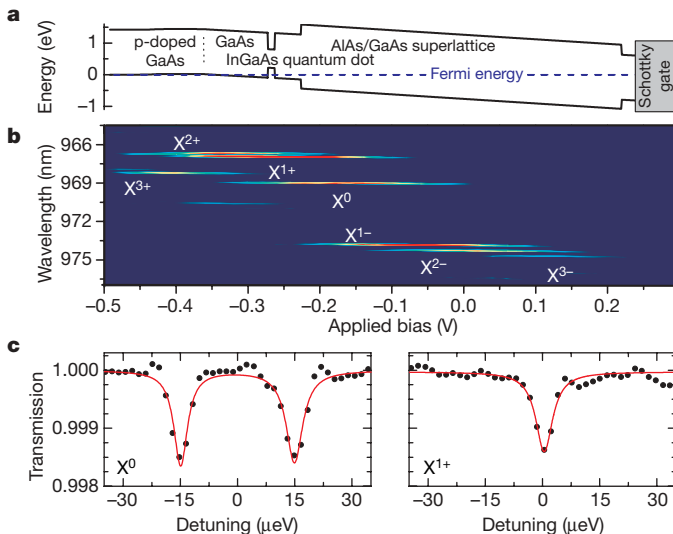 a
Energy (eV)
1
0
−1
p-doped
GaAs
GaAs
InGaAs quantum dot
AlAs/GaAs superlattice
Fermi energy
Schottky
gate
b
Wavelength (nm)
966
969
972
975
X2+
X3+
X1+
X0
X1−
X2−
X3−
−0.5 −0.4 −0.3 −0.2 −0.1 0.0 0.1 0.2
Applied bias (V)
c
Transmission
1.000
0.999
0.998
X0
−30 −15 0 15 30
Detuning (μeV)
X1+
−30 −15 0 15 30
Detuning (μeV)